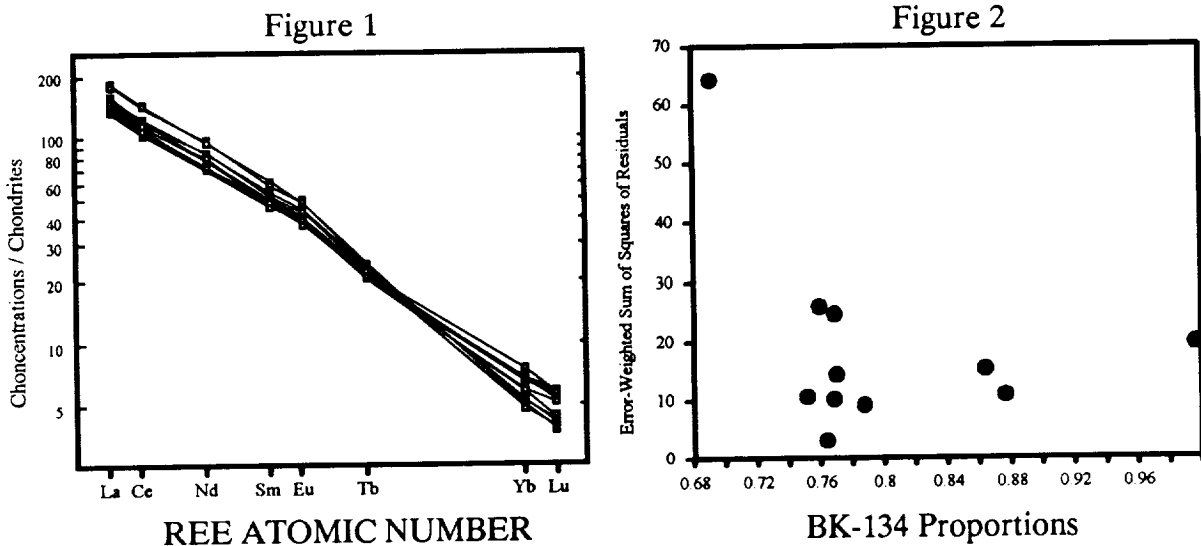 Figure 1
200
100
80
60
40
30
20
10
5
Choncentrations / Chondrites
La Ce Nd Sm Eu Tb Yb Lu
REE ATOMIC NUMBER
Figure 2
70
60
50
40
30
20
10
0
Error-Weighted Sum of Squares of Residuals
0.68 0.72 0.76 0.8 0.84 0.88 0.92 0.96
BK-134 Proportions